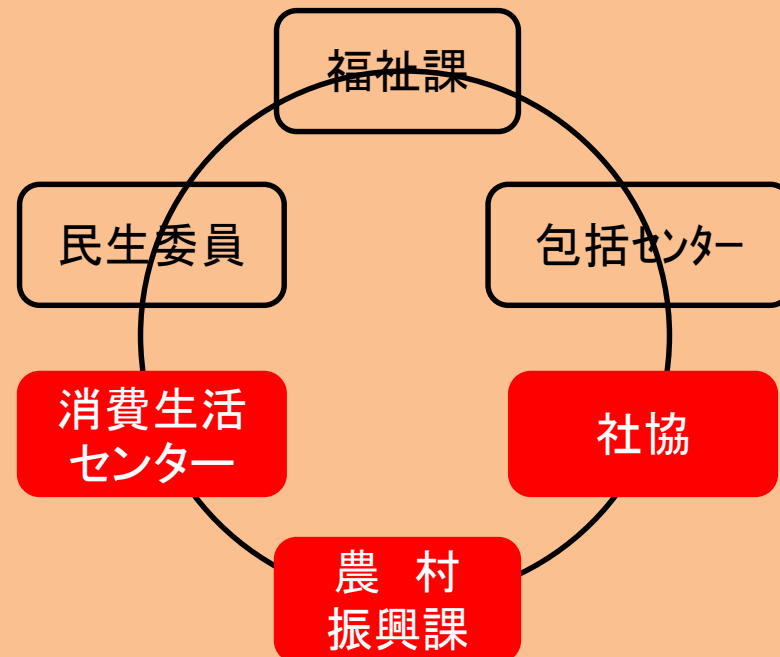 福祉課
民生委員
包括センター
消費生活
センター
社協
農　村
振興課